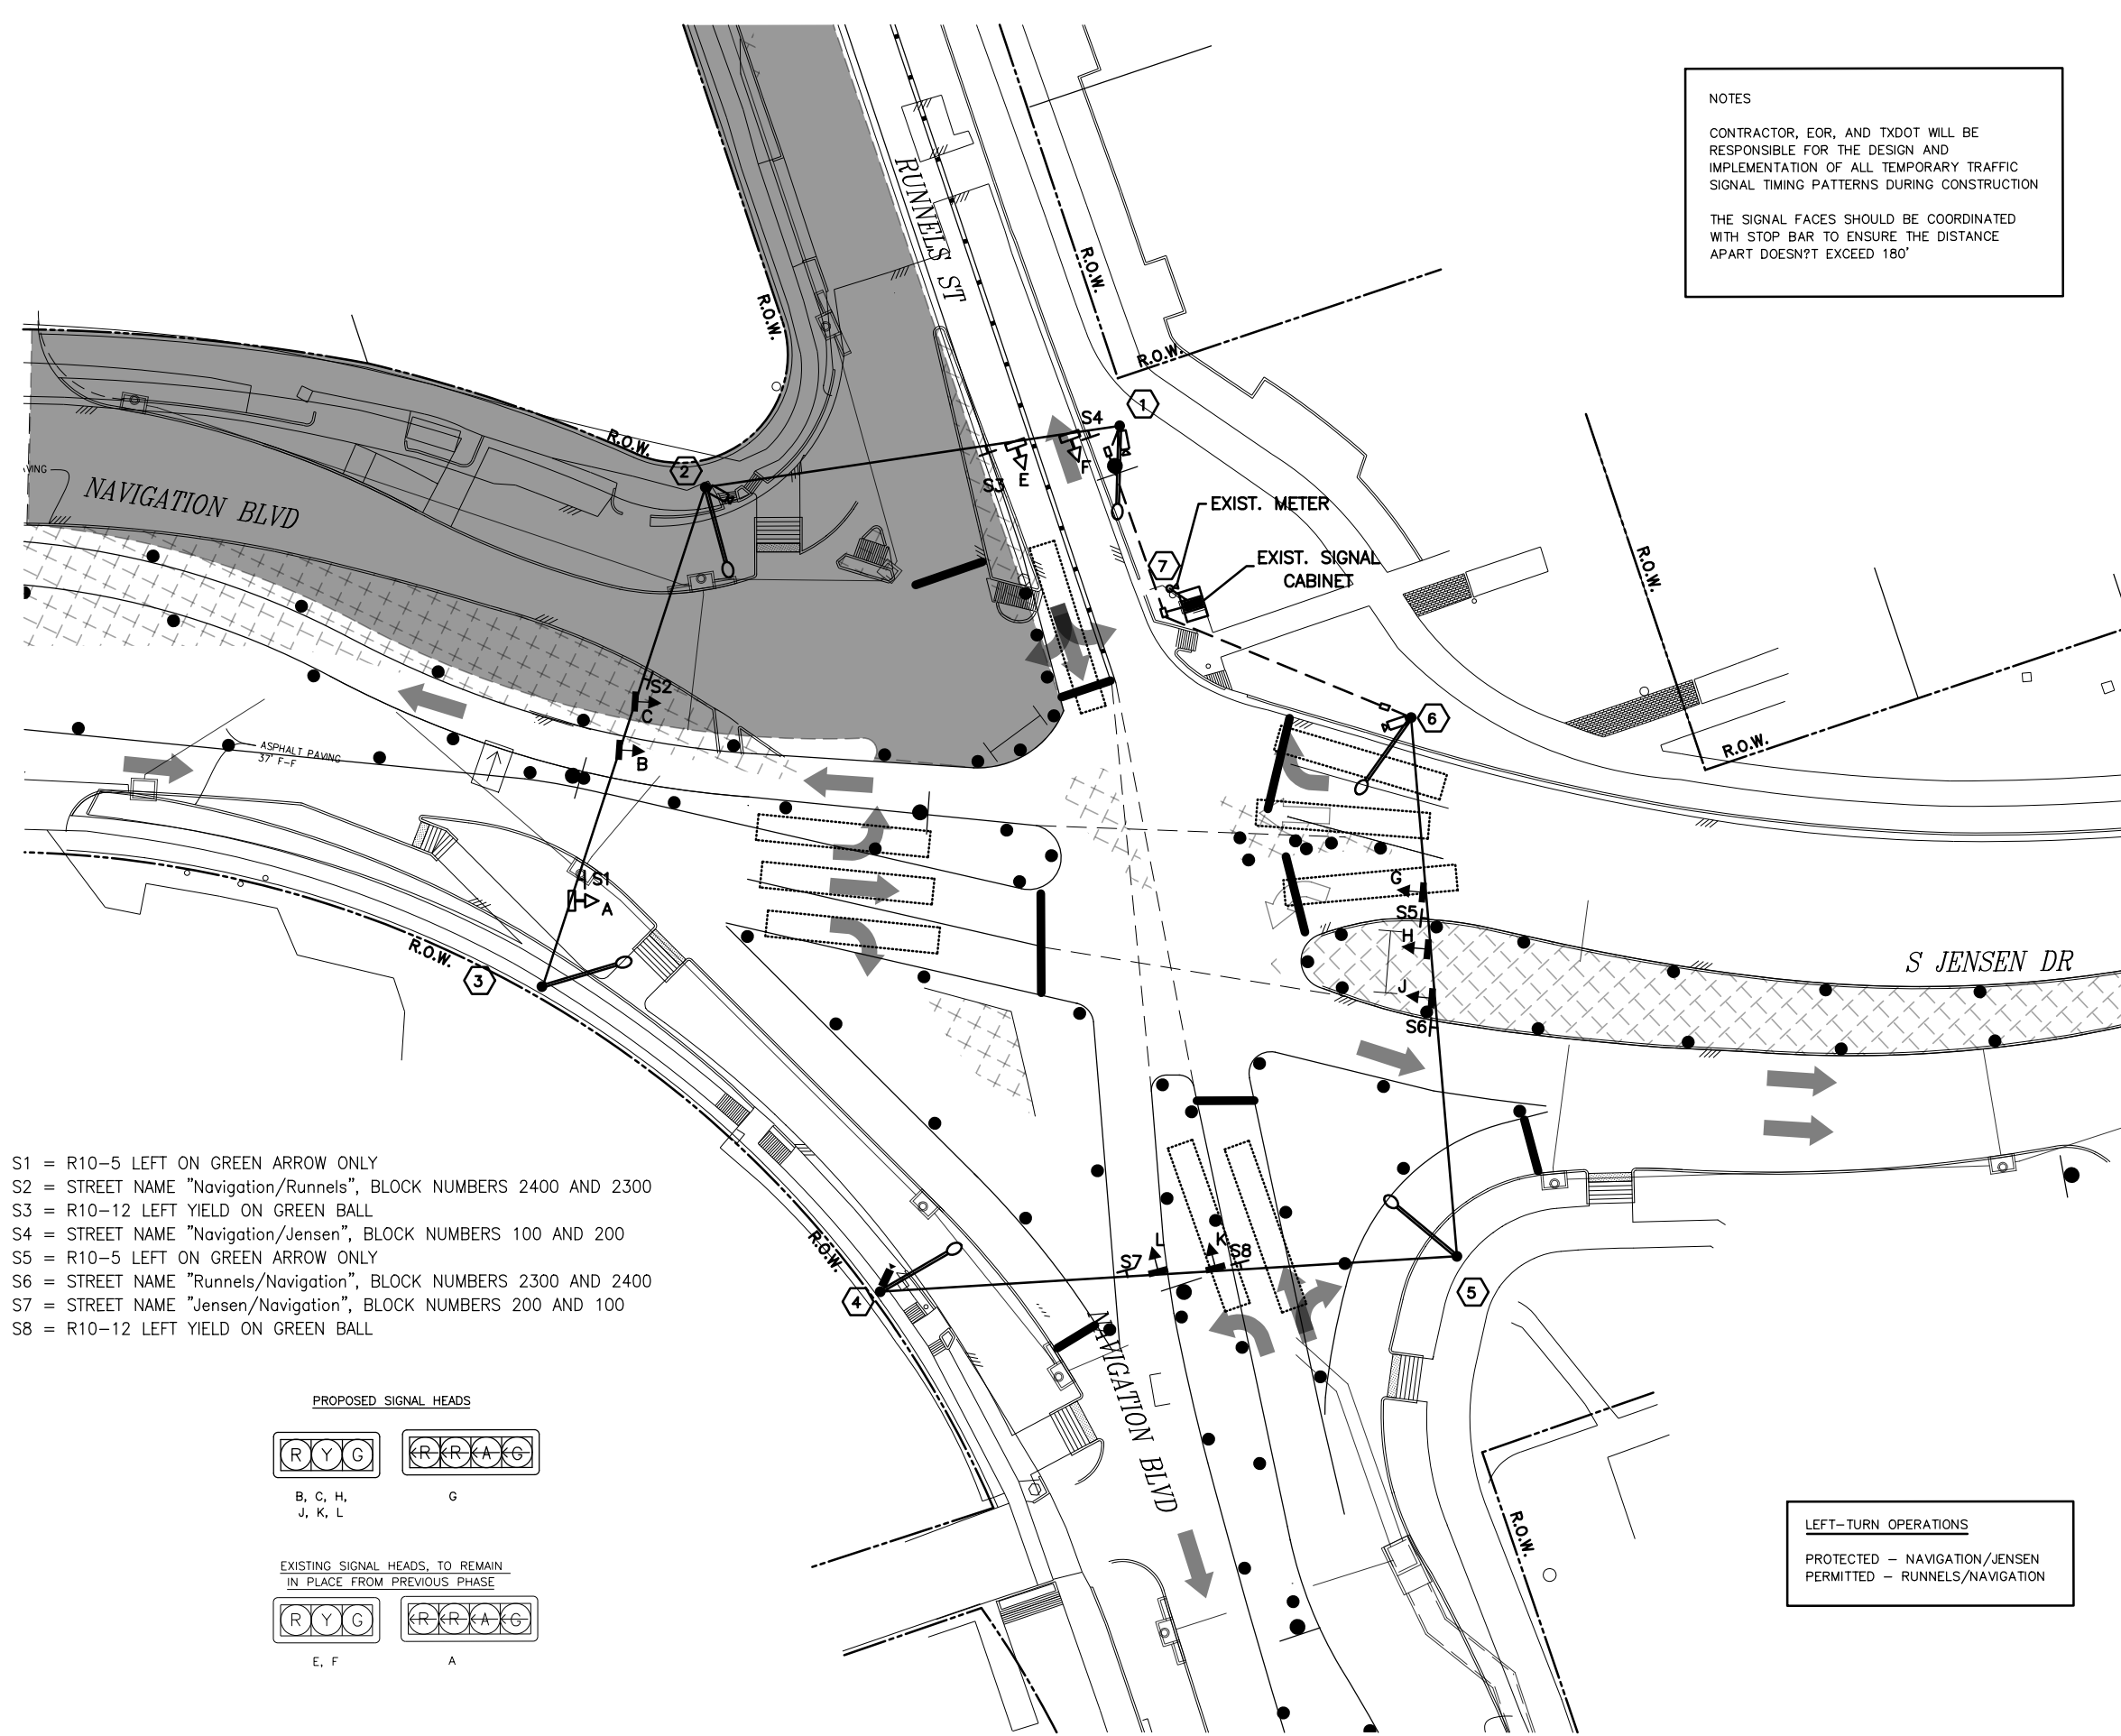 NOTES
CONTRACTOR, EOR, AND TXDOT WILL BE
RESPONSIBLE FOR THE DESIGN AND
IMPLEMENTATION OF ALL TEMPORARY TRAFFIC
SIGNAL TIMING PATTERNS DURING CONSTRUCTION
THE SIGNAL FACES SHOULD BE COORDINATED
WITH STOP BAR TO ENSURE THE DISTANCE
APART DOESN?T EXCEED 180'
RUNNELS ST
R.O.W.
R.O.W.
R.O.W.
R.O.W.
1
S4
F
E
S3
2
VING
NAVIGATION BLVD
EXIST. METER
EXIST. SIGNAL
CABINET
7
R.O.W.
R.O.W.
6
S2
C
B
ASPHALT PAVING
37' F-F
S1
A
R.O.W.
3
G
S5
H
J
S6
S JENSEN DR
R.O.W.
4
S7
L
K
S8
5
NAVIGATION BLVD
R.O.W.
S1 = R10-5 LEFT ON GREEN ARROW ONLY
S2 = STREET NAME "Navigation/Runnels", BLOCK NUMBERS 2400 AND 2300
S3 = R10-12 LEFT YIELD ON GREEN BALL
S4 = STREET NAME "Navigation/Jensen", BLOCK NUMBERS 100 AND 200
S5 = R10-5 LEFT ON GREEN ARROW ONLY
S6 = STREET NAME "Runnels/Navigation", BLOCK NUMBERS 2300 AND 2400
S7 = STREET NAME "Jensen/Navigation", BLOCK NUMBERS 200 AND 100
S8 = R10-12 LEFT YIELD ON GREEN BALL
PROPOSED SIGNAL HEADS
R Y G
R R A G
B, C, H,
J, K, L
G
EXISTING SIGNAL HEADS, TO REMAIN
IN PLACE FROM PREVIOUS PHASE
R Y G
R R A G
E, F
A
LEFT-TURN OPERATIONS
PROTECTED - NAVIGATION/JENSEN
PERMITTED - RUNNELS/NAVIGATION